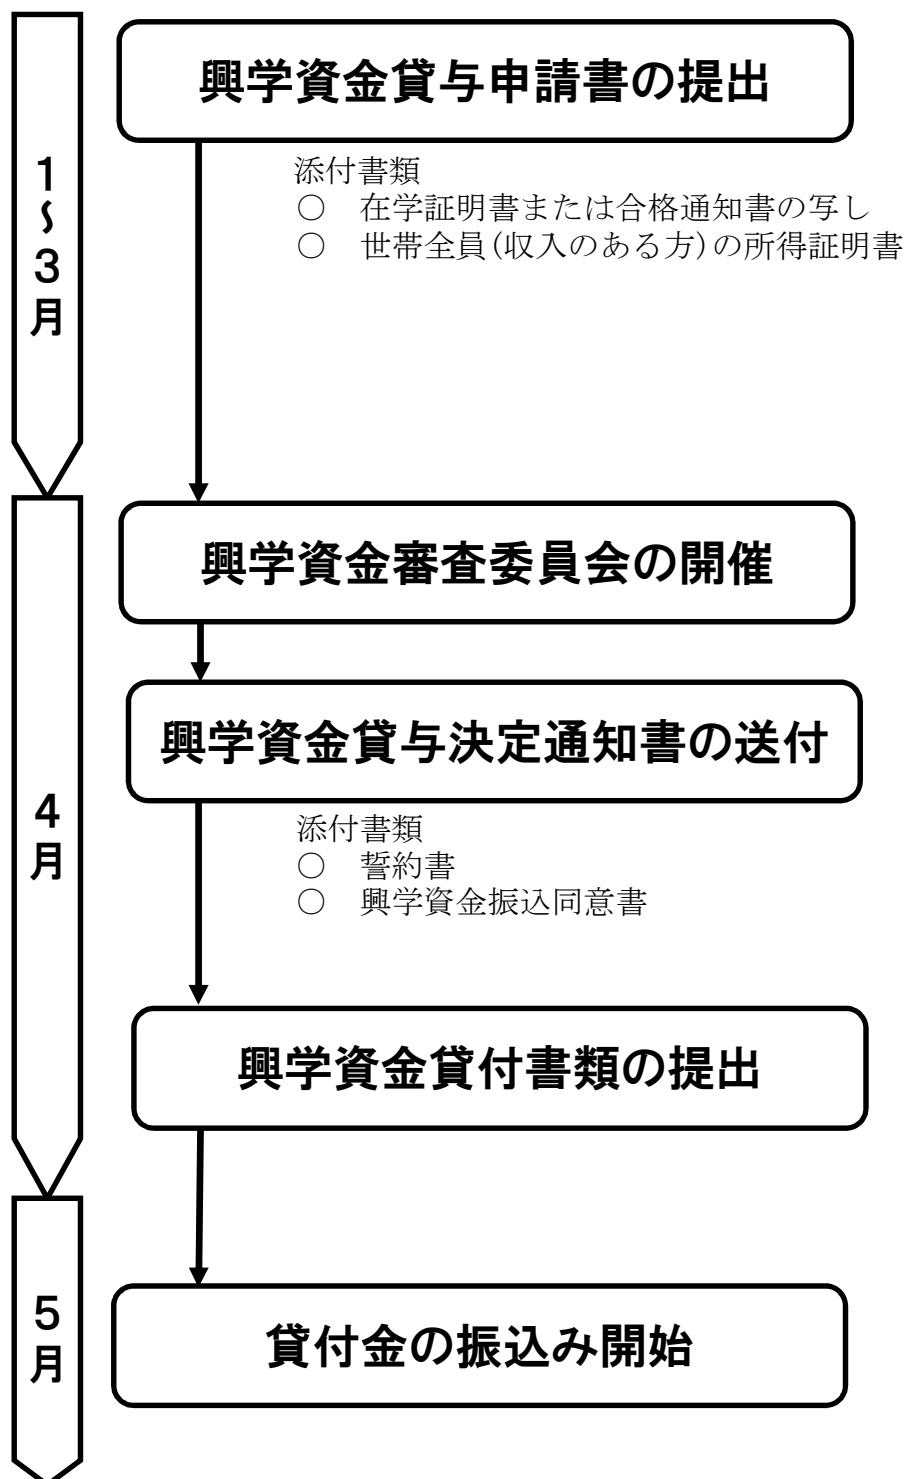 1～3月
興学資金貸与申請書の提出
添付書類
○　在学証明書または合格通知書の写し
○　世帯全員(収入のある方)の所得証明書
4月
興学資金審査委員会の開催
興学資金貸与決定通知書の送付
添付書類
○　誓約書
○　興学資金振込同意書
興学資金貸付書類の提出
5月
貸付金の振込み開始